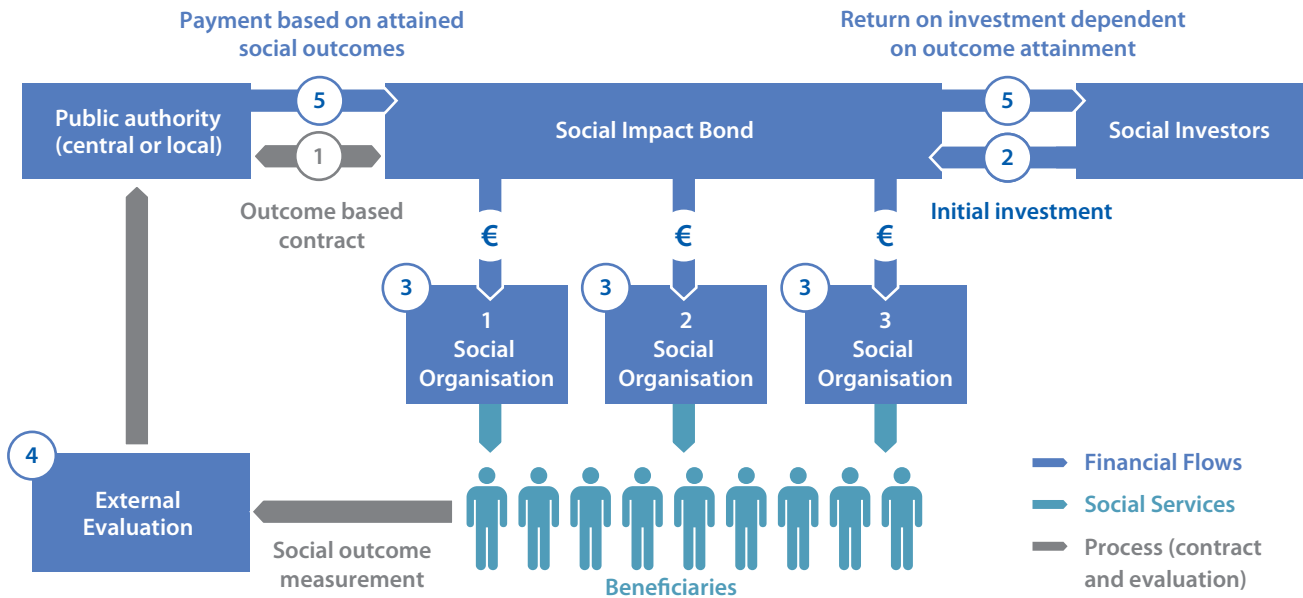 Payment based on attained
social outcomes
Return on investment dependent
on outcome attainment
Public authority
(central or local)
5
1
Outcome based
contract
Social Impact Bond
5
2
Initial investment
Social Investors
€
€
€
3
1
Social
Organisation
3
2
Social
Organisation
3
3
Social
Organisation
4
External
Evaluation
Social outcome
measurement
Beneficiaries
Financial Flows
Social Services
Process (contract
and evaluation)